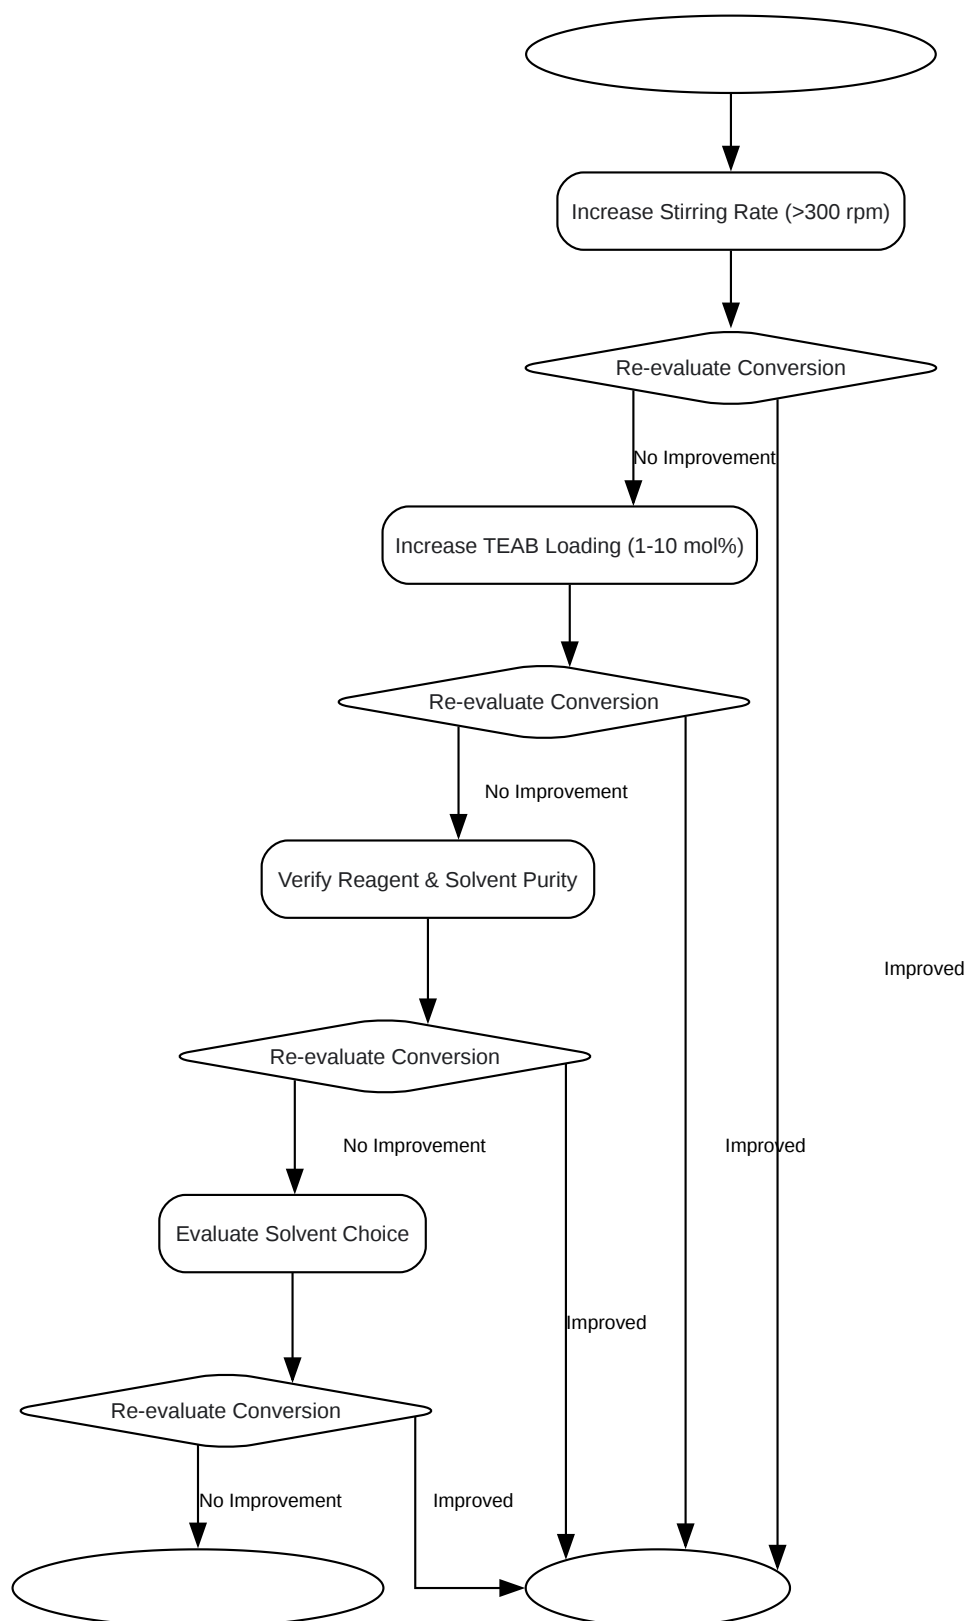 Increase Stirring Rate (>300 rpm)
Re-evaluate Conversion
No Improvement
Increase TEAB Loading (1-10 mol%)
Re-evaluate Conversion
No Improvement
Verify Reagent & Solvent Purity
Improved
Re-evaluate Conversion
No Improvement
Improved
Evaluate Solvent Choice
Improved
Re-evaluate Conversion
No Improvement
Improved